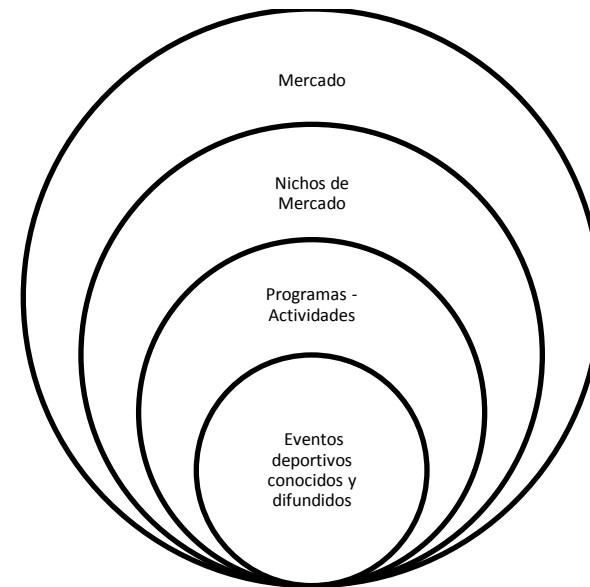 Mercado
Nichos de
Mercado
Programas -
Actividades
Eventos
deportivos
conocidos y
difundidos